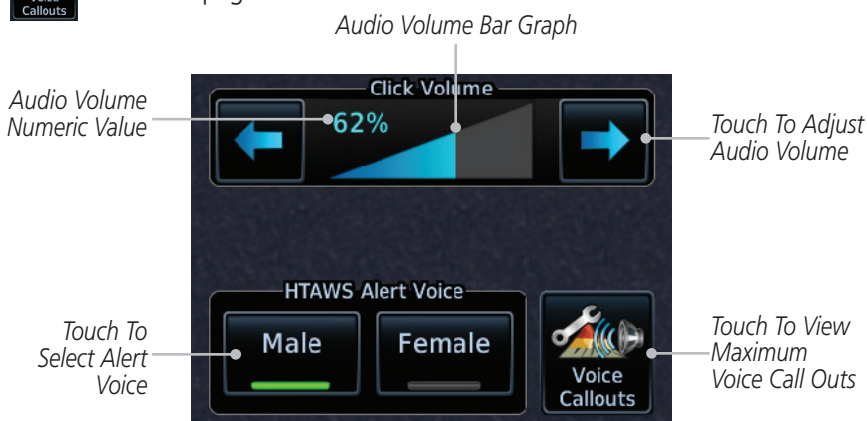 Callouts
Audio Volume Bar Graph
Click Volume
Audio Volume
Numeric Value
62%
Touch To Adjust
Audio Volume
HTAWS Alert Voice
Touch To
Select Alert
Voice
Male
Female
Voice
Callouts
Touch To View
Maximum
Voice Call Outs